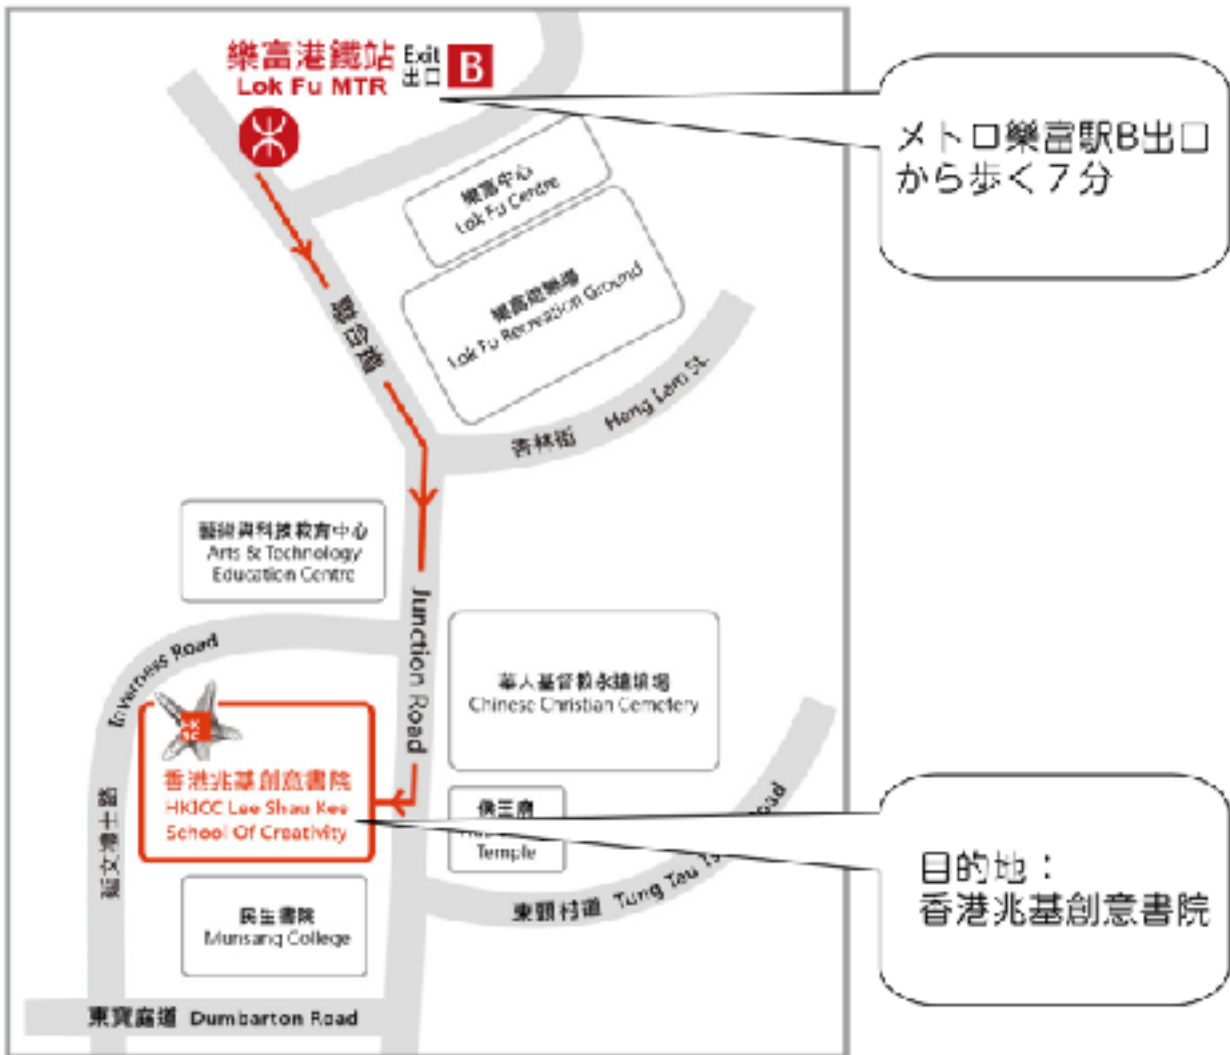 樂富港鐵站
Lok Fu MTR
Exit
出口
B
メトロ樂富駅B出口
から歩く7分
樂富中心
Lok Fu Centre
樂富遊樂場
Lok Fu Recreation Ground
聯合道
杏林街 Heng Lam St.
藝術與科技教育中心
Arts & Technology
Education Centre
Junction Road
Inverness Road
華人基督教永遠墳場
Chinese Christian Cemetery
HK
香港兆基創意書院
HKICC Lee Shau Kee
School Of Creativity
侯王廟
Temple
目的地：
香港兆基創意書院
延文禮士路
東頭村道 Tung Tau
Road
民生書院
Munsang College
東寶庭道 Dumbarton Road